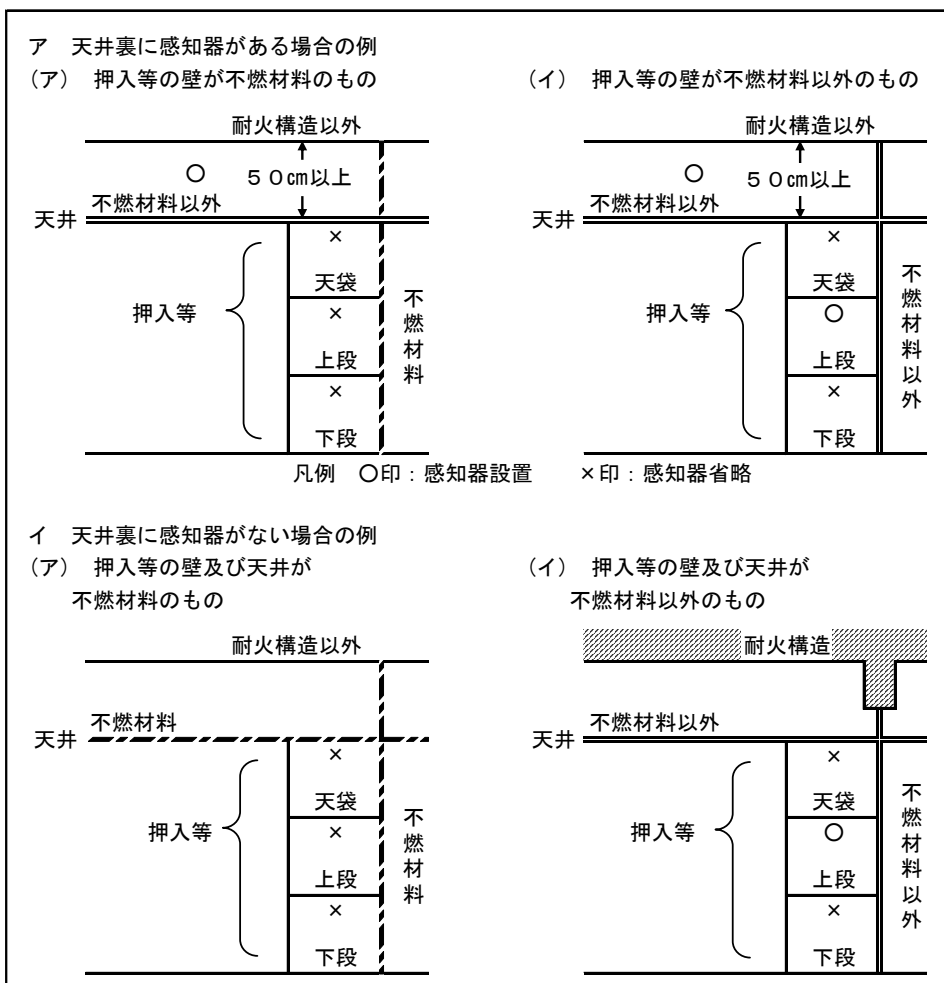 ア　天井裏に感知器がある場合の例
（ア）　押入等の壁が不燃材料のもの
耐火構造以外
○
５０㎝以上
不燃材料以外
天井
×
天袋
×
上段
×
下段
押入等
不燃材料
（イ）　押入等の壁が不燃材料以外のもの
耐火構造以外
○
５０㎝以上
不燃材料以外
天井
×
天袋
○
上段
×
下段
押入等
不燃材料以外
凡例　○印：感知器設置　　×印：感知器省略
イ　天井裏に感知器がない場合の例
（ア）　押入等の壁及び天井が
不燃材料のもの
耐火構造以外
不燃材料
天井
×
天袋
×
上段
×
下段
押入等
不燃材料
（イ）　押入等の壁及び天井が
不燃材料以外のもの
耐火構造
不燃材料以外
天井
×
天袋
○
上段
×
下段
押入等
不燃材料以外